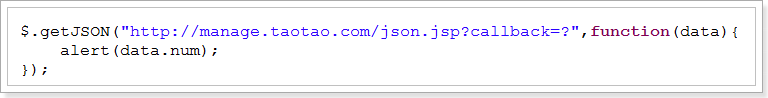 $.getJSON("http://manage.taotao.com/json.jsp?callback=?",function(data){
    alert(data.num);
});